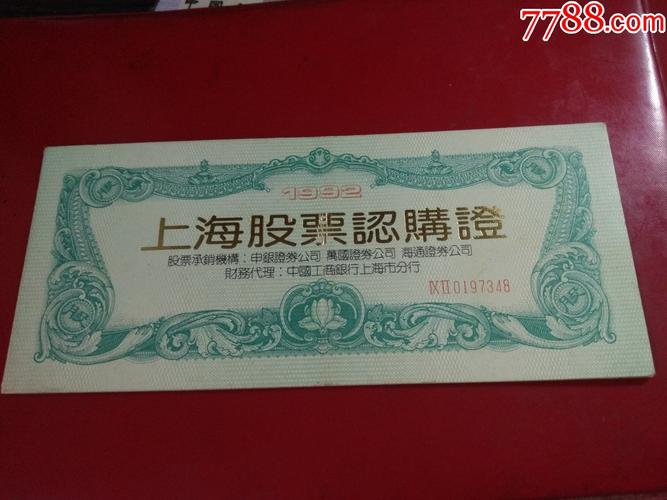 7788.com
1992
上海股票認購證
股票承銷機構：申銀證券公司 萬國證券公司 海通證券公司
財務代理：中國工商銀行上海市分行
0197348